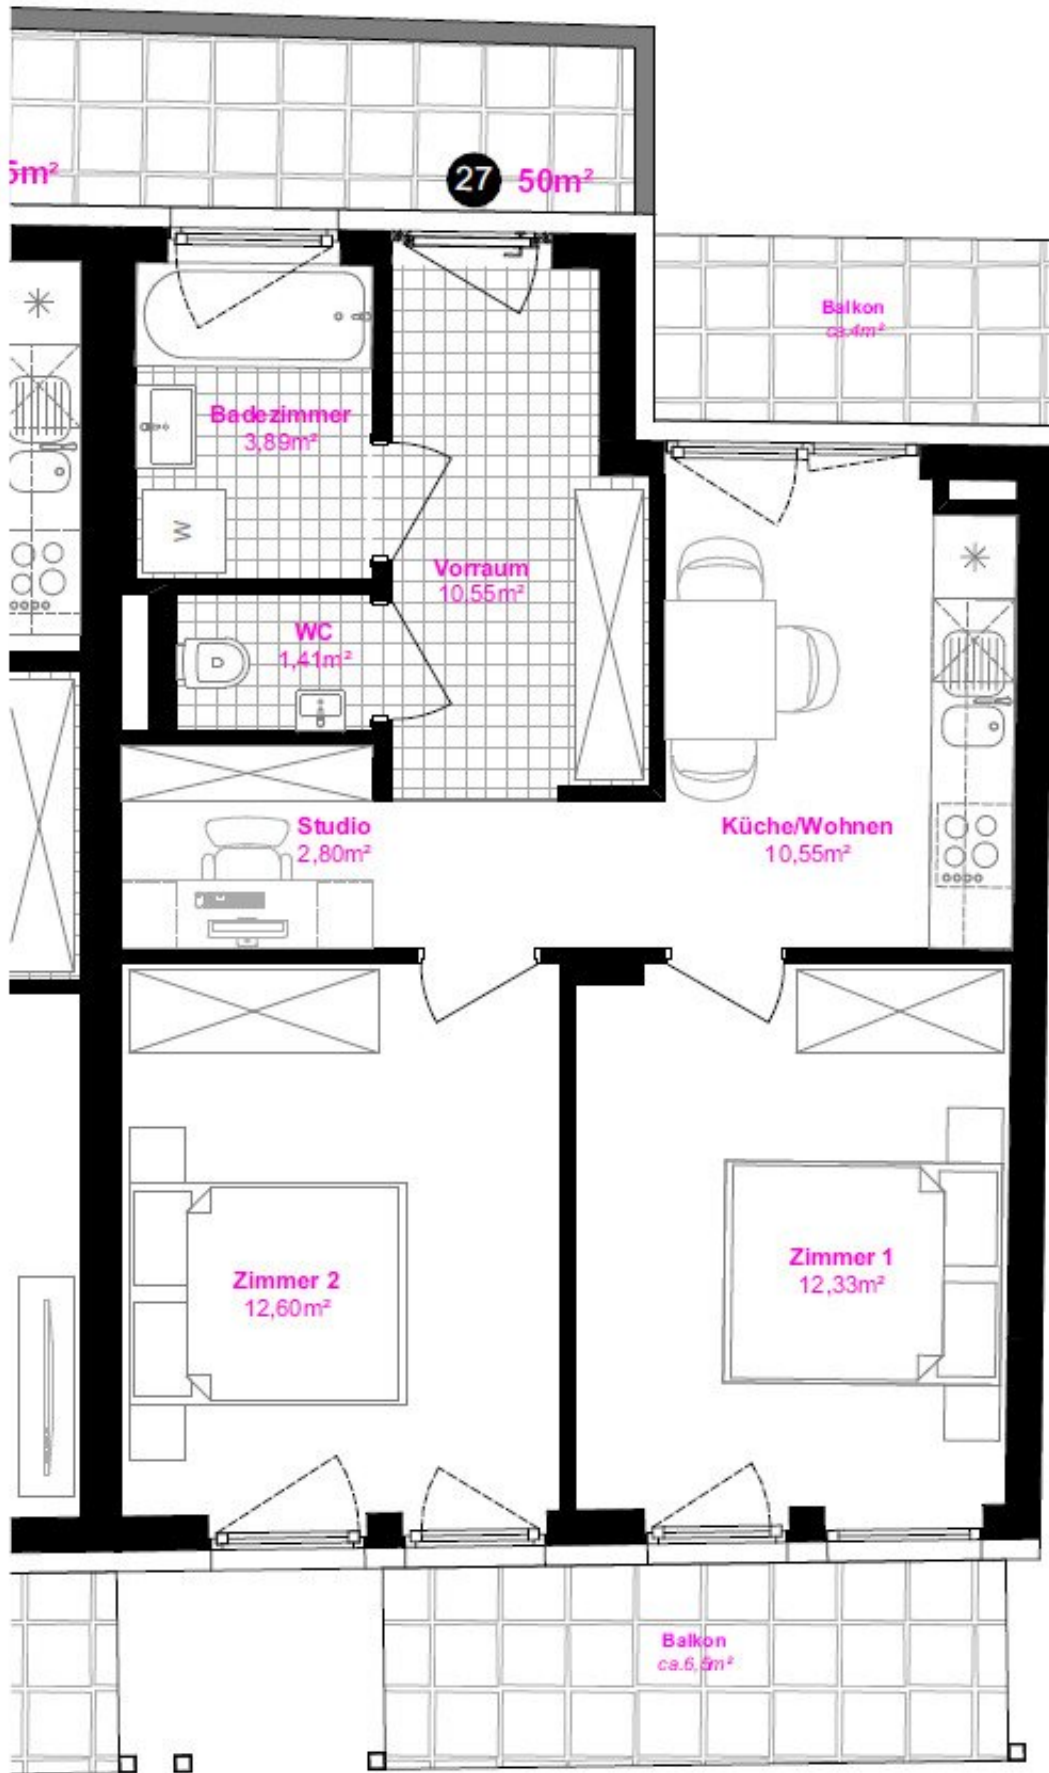 5m²
27 50m²
Balkon
ca.4m²
Badezimmer
3,89m²
W
Vorraum
10,55m²
WC
1,41m²
Studio
2,80m²
Küche/Wohnen
10,55m²
Zimmer 2
12,60m²
Zimmer 1
12,33m²
Balkon
ca.6,5m²